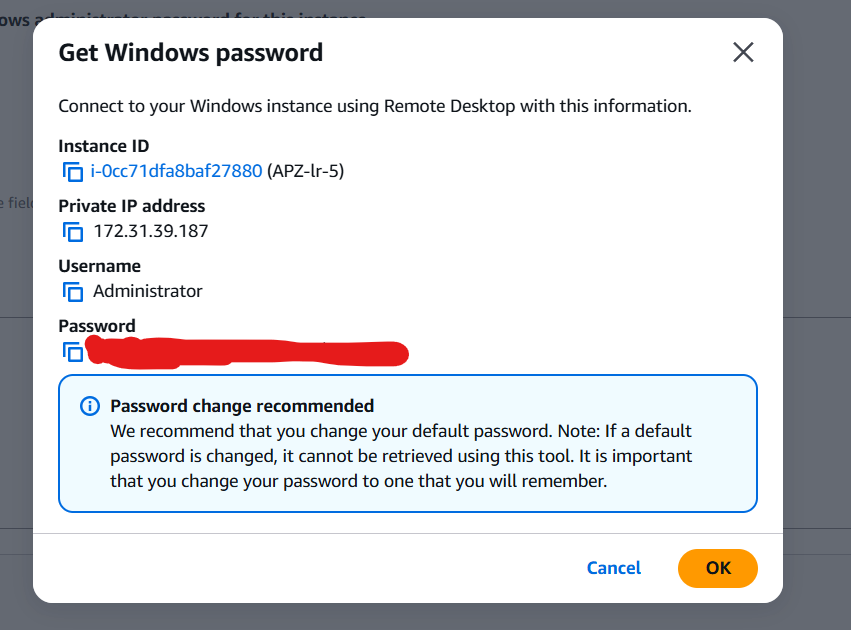 Get Windows password
Connect to your Windows instance using Remote Desktop with this information.
Instance ID
i-0cc71dfa8baf27880 (APZ-lr-5)
Private IP address
172.31.39.187
Username
Administrator
Password
Password change recommended
We recommend that you change your default password. Note: If a default
password is changed, it cannot be retrieved using this tool. It is important
that you change your password to one that you will remember.
Cancel
OK